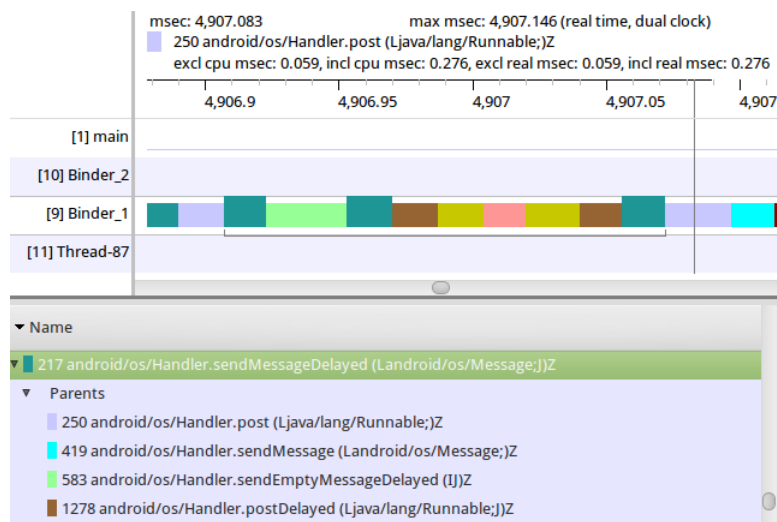 msec: 4,907.083 max msec: 4,907.146 (real time, dual clock)
250 android/os/Handler.post (Ljava/lang/Runnable;)Z
excl cpu msec: 0.059, incl cpu msec: 0.276, excl real msec: 0.059, incl real msec: 0.276
4,906.9 4,906.95 4,907 4,907.05 4,907
[1] main
[10] Binder_2
[9] Binder_1
[11] Thread-87
Name
217 android/os/Handler.sendMessageDelayed (Landroid/os/Message;J)Z
Parents
250 android/os/Handler.post (Ljava/lang/Runnable;)Z
419 android/os/Handler.sendMessage (Landroid/os/Message;)Z
583 android/os/Handler.sendEmptyMessageDelayed (IJ)Z
1278 android/os/Handler.postDelayed (Ljava/lang/Runnable;J)Z